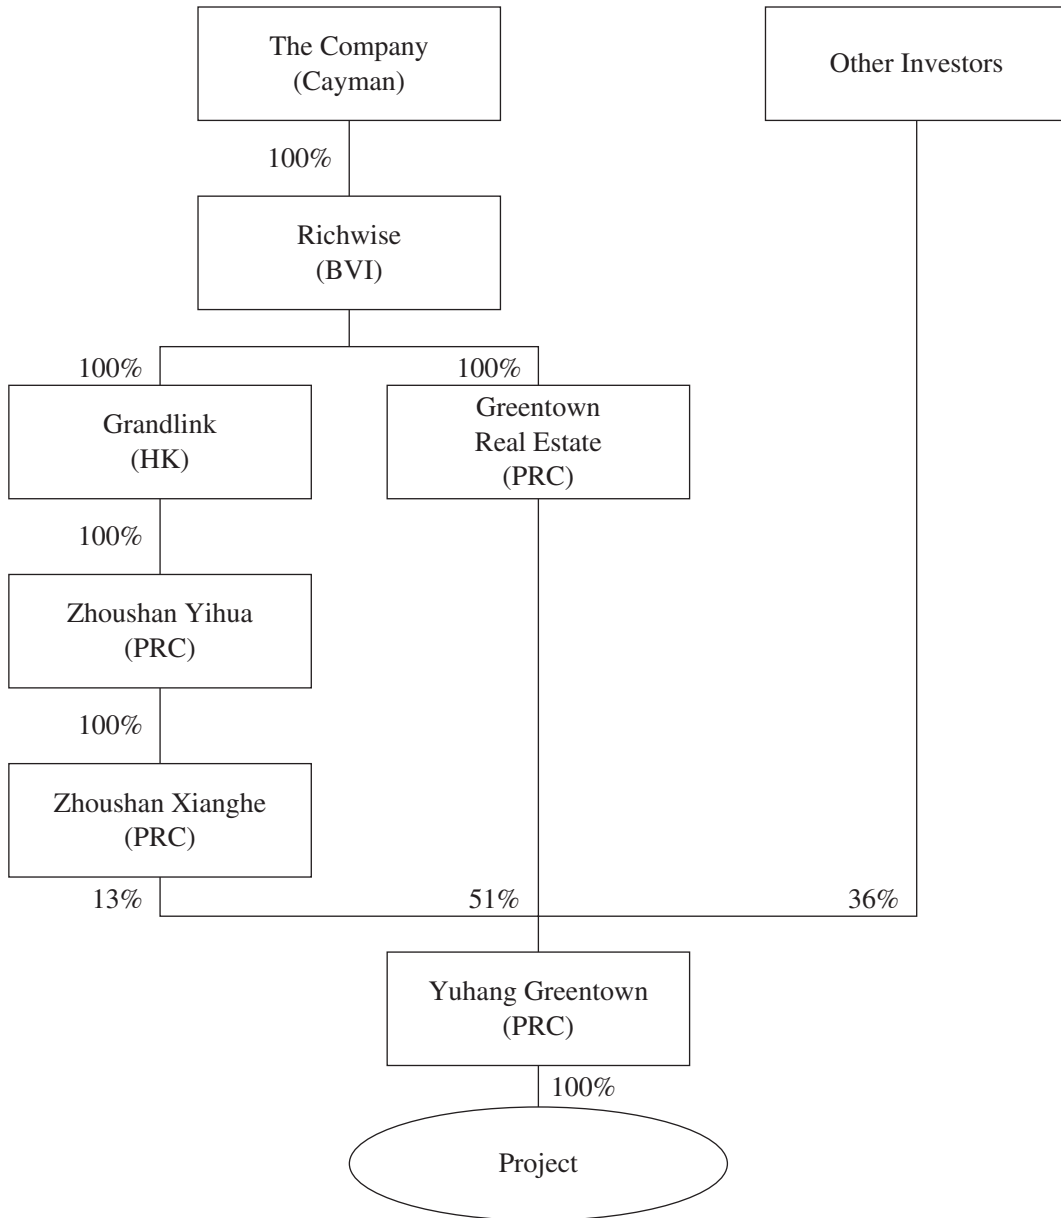 The Company
(Cayman)
Other Investors
100%
Richwise
(BVI)
100%
100%
Grandlink
(HK)
Greentown
Real Estate
(PRC)
100%
Zhoushan Yihua
(PRC)
100%
Zhoushan Xianghe
(PRC)
13%
51%
36%
Yuhang Greentown
(PRC)
100%
Project